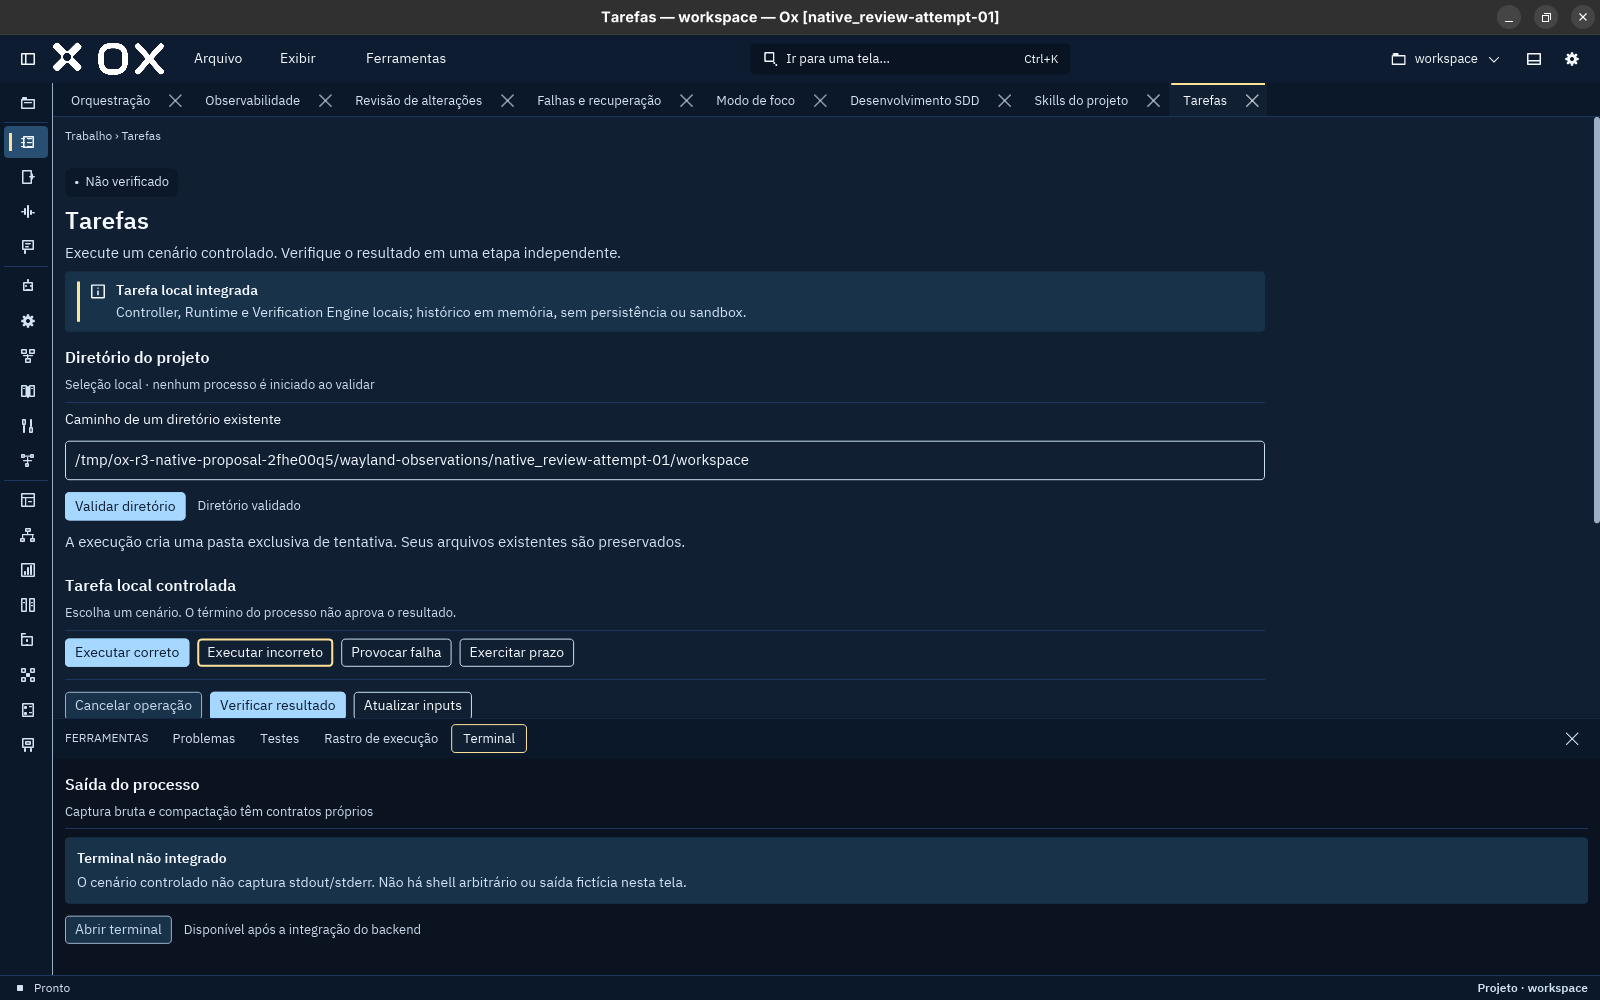 Tarefas — workspace — Ox [native_review-attempt-01]
OX
Arquivo Exibir Ferramentas
Ir para uma tela... Ctrl+K
workspace
Orquestração Observabilidade Revisão de alterações Falhas e recuperação Modo de foco Desenvolvimento SDD Skills do projeto Tarefas
Trabalho › Tarefas
• Não verificado
Tarefas
Execute um cenário controlado. Verifique o resultado em uma etapa independente.
Tarefa local integrada
Controller, Runtime e Verification Engine locais; histórico em memória, sem persistência ou sandbox.
Diretório do projeto
Seleção local · nenhum processo é iniciado ao validar
Caminho de um diretório existente
/tmp/ox-r3-native-proposal-2fhe00q5/wayland-observations/native_review-attempt-01/workspace
Validar diretório Diretório validado
A execução cria uma pasta exclusiva de tentativa. Seus arquivos existentes são preservados.
Tarefa local controlada
Escolha um cenário. O término do processo não aprova o resultado.
Executar correto Executar incorreto Provocar falha Exercitar prazo
Cancelar operação Verificar resultado Atualizar inputs
FERRAMENTAS Problemas Testes Rastro de execução Terminal
Saída do processo
Captura bruta e compactação têm contratos próprios
Terminal não integrado
O cenário controlado não captura stdout/stderr. Não há shell arbitrário ou saída fictícia nesta tela.
Abrir terminal Disponível após a integração do backend
Pronto
Projeto · workspace